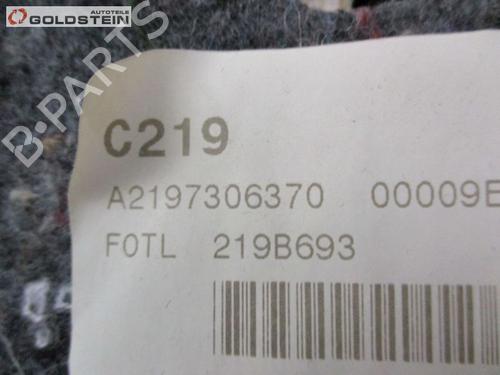 AUTOTEILE
GOLDSTEIN
B-PARTS
C219
A2197306370 00009E
F0TL 219B693